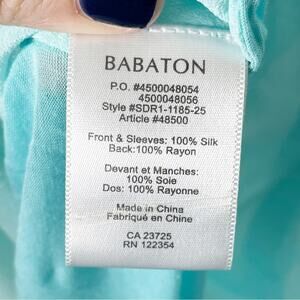 BABATON
P.O. #4500048054
4500048056
Style #SDR1-1185-25
Article #48500
Front & Sleeves: 100% Silk
Back:100% Rayon
Devant et Manches:
100% Soie
Dos: 100% Rayonne
Made in China
Fabriqué en Chine
CA 23725
RN 122354